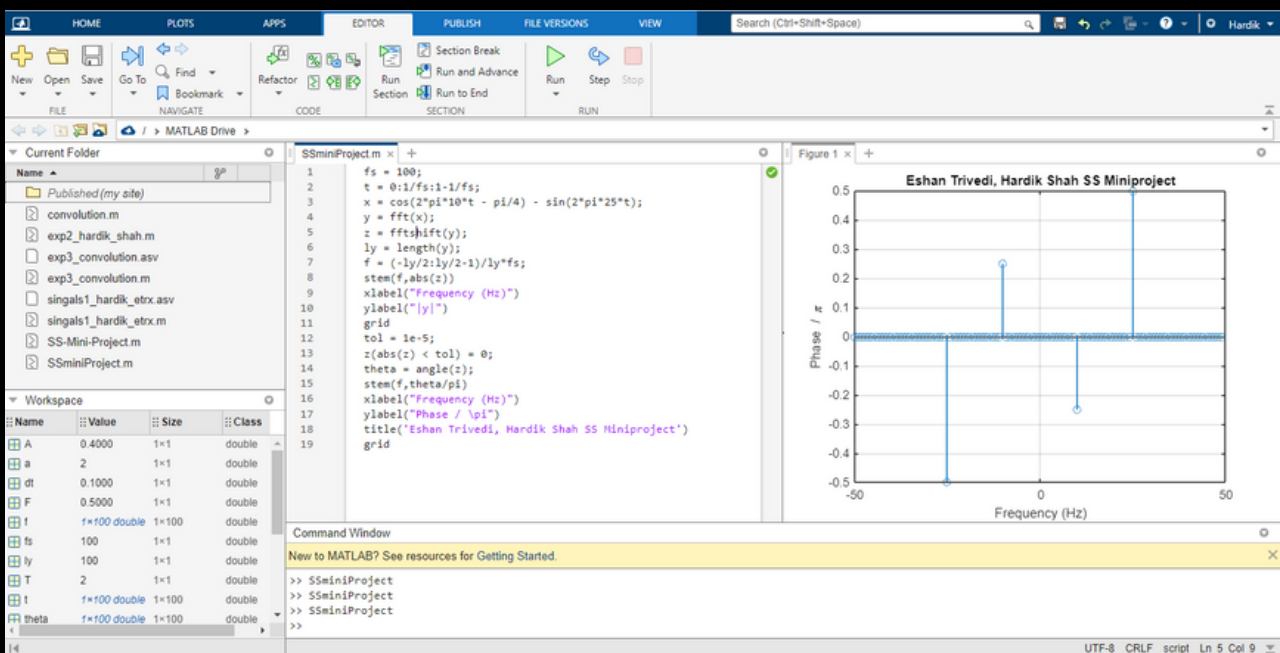 HOME PLOTS APPS EDITOR PUBLISH FILE VERSIONS VIEW Search (Ctrl+Shift+Space) ? Hardik
New Open Save Go To Find Bookmark Refactor Run Section Section Break Run and Advance Run to End Run Step Stop
FILE NAVIGATE CODE SECTION RUN
/ > MATLAB Drive >
Current Folder
Name
Published (my site)
convolution.m
exp2_hardik_shah.m
exp3_convolution.asv
exp3_convolution.m
singals1_hardik_etrx.asv
singals1_hardik_etrx.m
SS-Mini-Project.m
SSminiProject.m
Workspace
Name Value Size Class
A 0.4000 1×1 double
a 2 1×1 double
dt 0.1000 1×1 double
F 0.5000 1×1 double
f 1×100 double 1×100 double
fs 100 1×1 double
ly 100 1×1 double
T 2 1×1 double
t 1×100 double 1×100 double
theta 1×100 double 1×100 double
SSminiProject.m × +
1 fs = 100;
2 t = 0:1/fs:1-1/fs;
3 x = cos(2*pi*10*t - pi/4) - sin(2*pi*25*t);
4 y = fft(x);
5 z = fftshift(y);
6 ly = length(y);
7 f = (-ly/2:ly/2-1)/ly*fs;
8 stem(f,abs(z))
9 xlabel("Frequency (Hz)")
10 ylabel("|y|")
11 grid
12 tol = 1e-5;
13 z(abs(z) < tol) = 0;
14 theta = angle(z);
15 stem(f,theta/pi)
16 xlabel("Frequency (Hz)")
17 ylabel("Phase / \pi")
18 title('Eshan Trivedi, Hardik Shah SS Miniproject')
19 grid
Figure 1 × +
Eshan Trivedi, Hardik Shah SS Miniproject
0.5
0.4
0.3
0.2
0.1
0
-0.1
-0.2
-0.3
-0.4
-0.5
Phase / π
-50 0 50
Frequency (Hz)
Command Window
New to MATLAB? See resources for Getting Started.
>> SSminiProject
>> SSminiProject
>> SSminiProject
>>
UTF-8 CRLF script Ln 5 Col 9